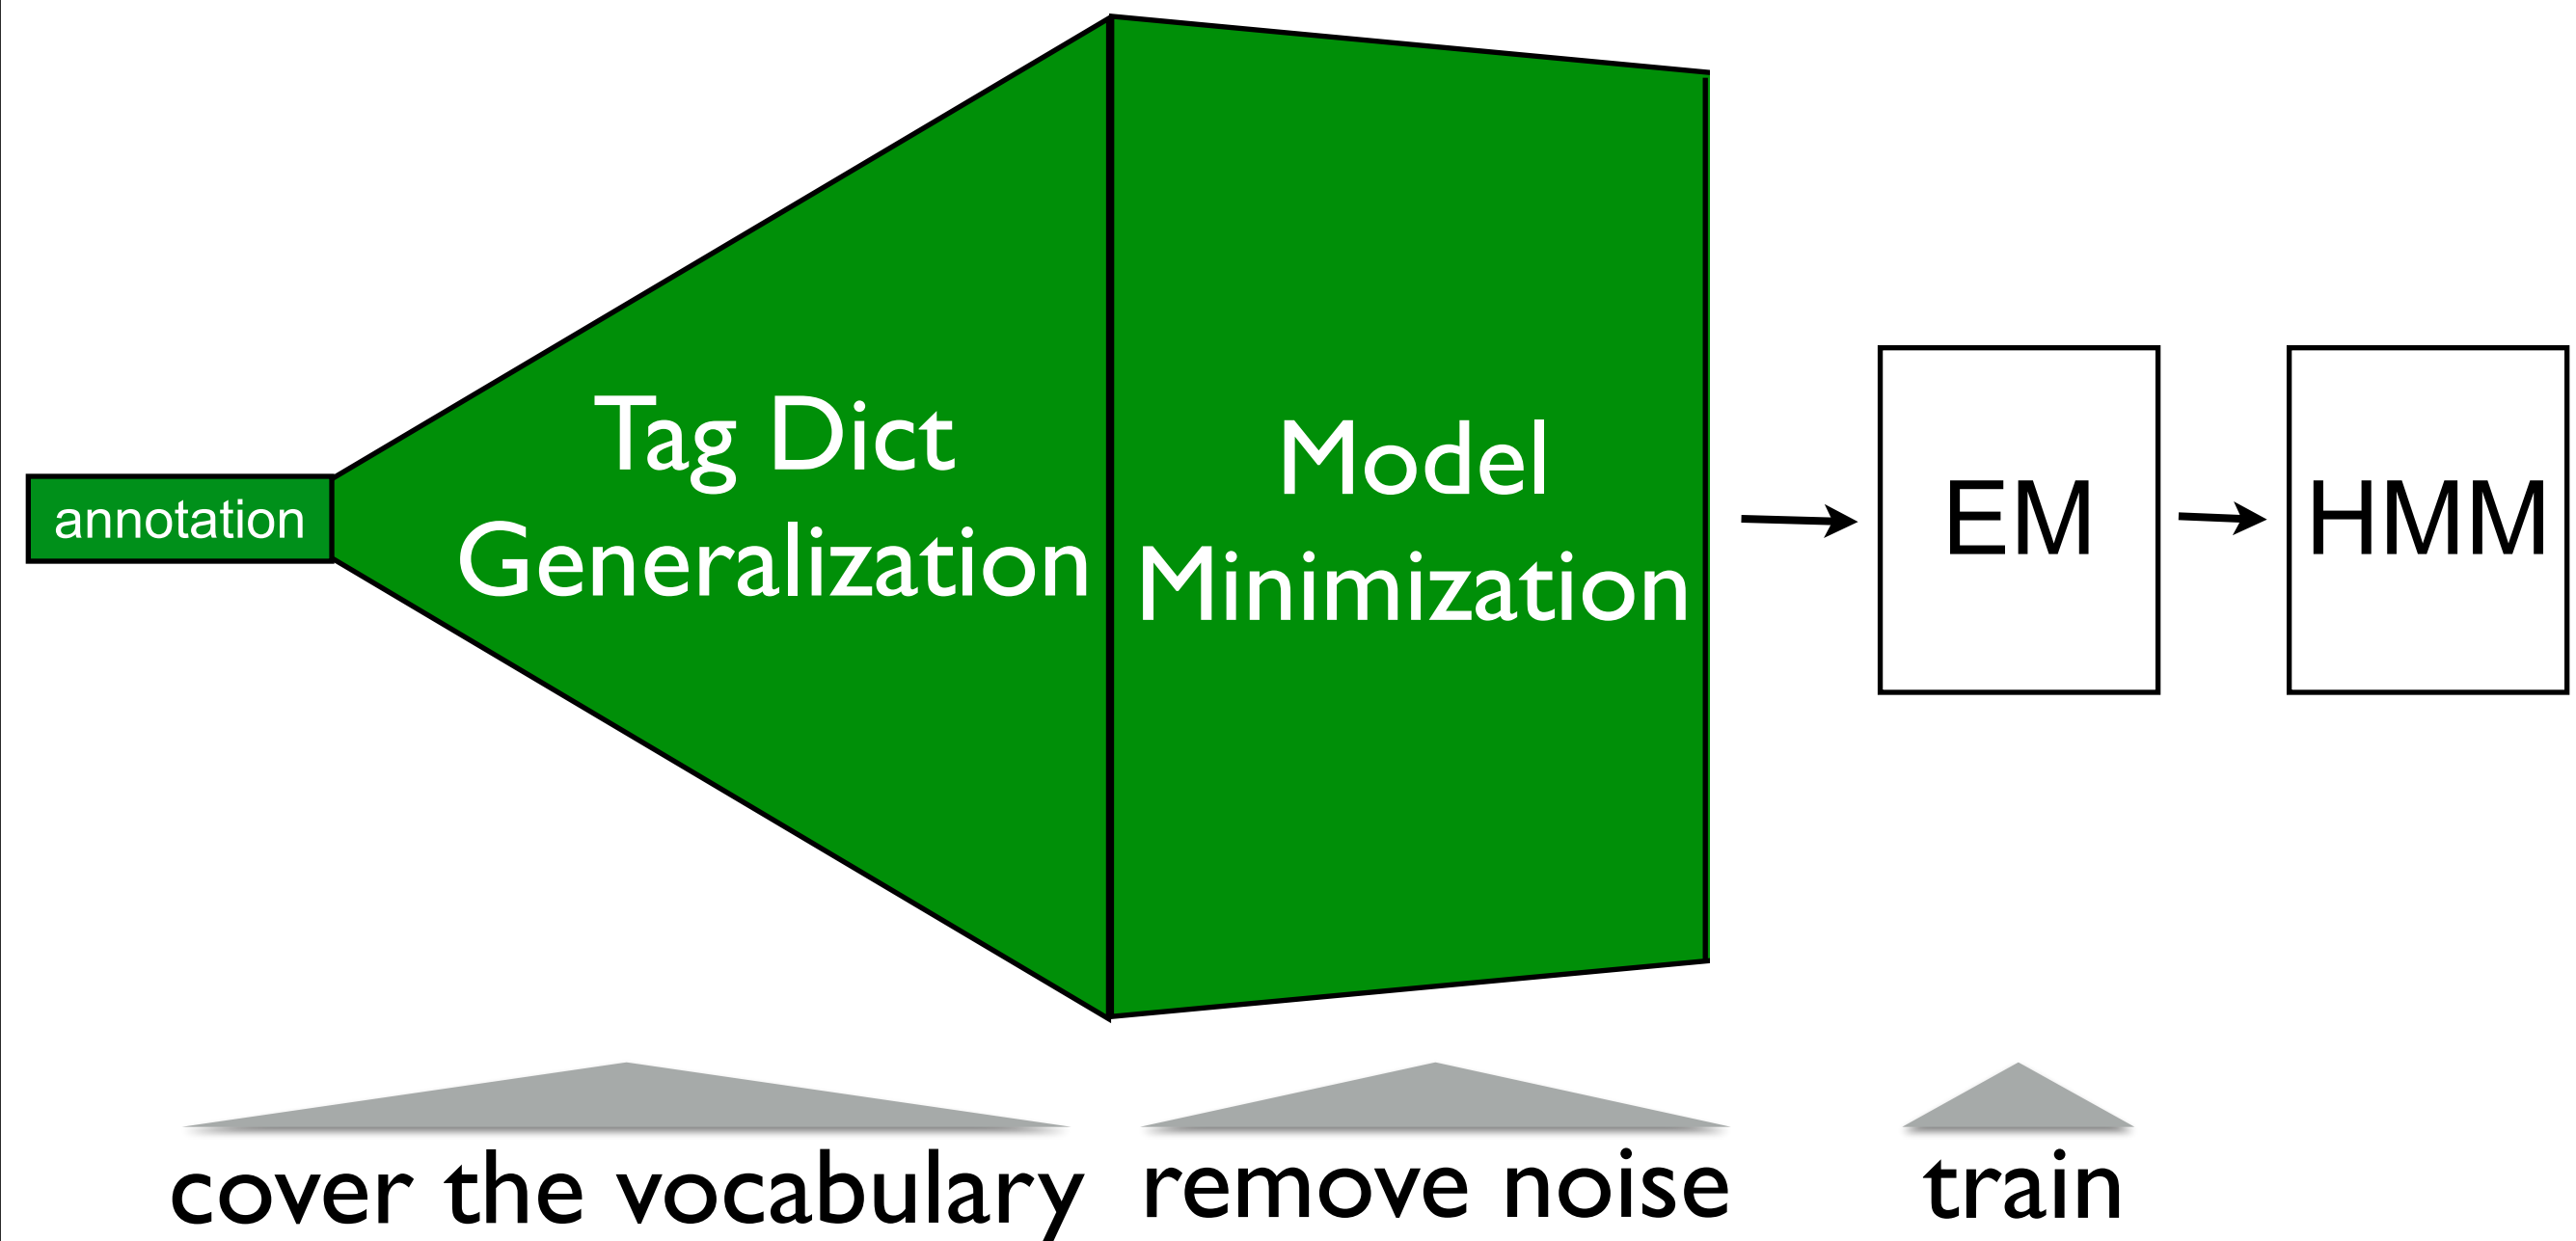 annotation
Tag Dict
Generalization
Model
Minimization
EM
HMM
cover the vocabulary
remove noise
train